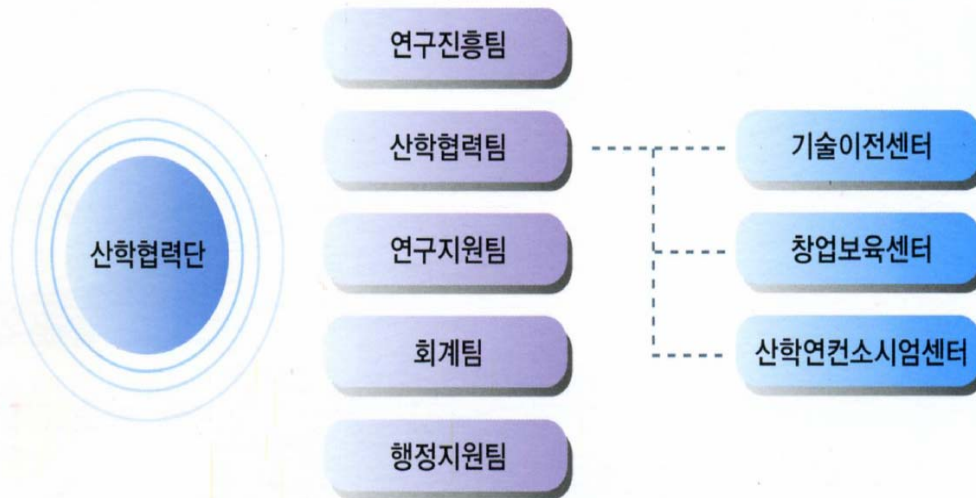 산학협력단
연구진흥팀
산학협력팀
연구지원팀
회계팀
행정지원팀
기술이전센터
창업보육센터
산학연컨소시엄센터